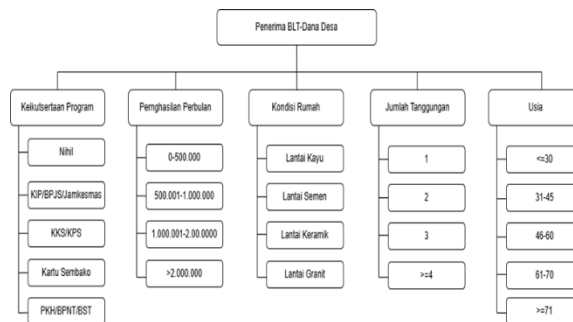 Penerima BLT-Dana Desa
Keikutsertaan Program
Pernghasilan Perbulan
Kondisi Rumah
Jumlah Tanggungan
Usia
Nihil
0-500.000
Lantai Kayu
1
<=30
KIP/BPJS/Jamkesmas
500.001-1.000.000
Lantai Semen
2
31-45
KKS/KPS
1.000.001-2.00.0000
Lantai Keramik
3
46-60
Kartu Sembako
>2.000.000
Lantai Granit
>=4
61-70
PKH/BPNT/BST
>=71